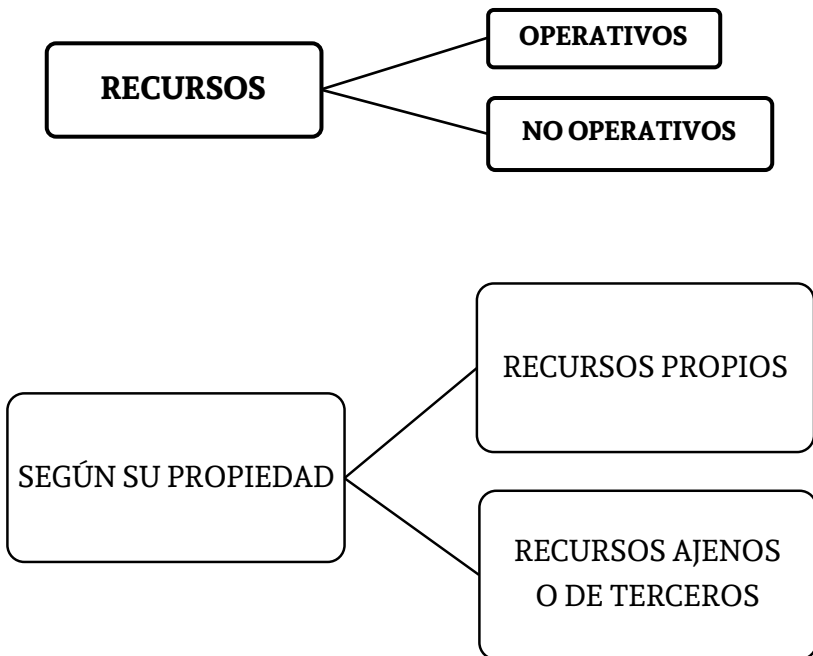 RECURSOS
OPERATIVOS
NO OPERATIVOS
SEGÚN SU PROPIEDAD
RECURSOS PROPIOS
RECURSOS AJENOS
O DE TERCEROS